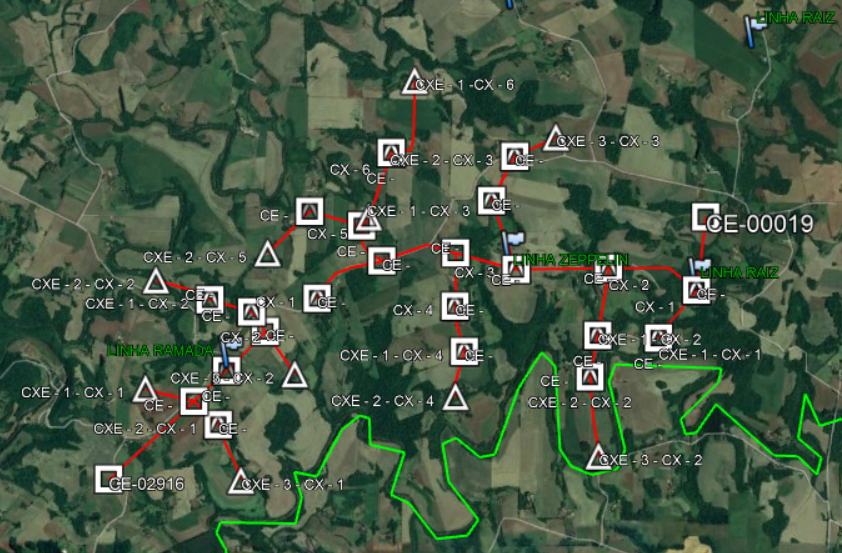 LINHA RAIZ
CXE - 1 -CX - 6
CXE - 3 - CX - 3
CXE - 2 - CX - 3
CE -
CX - 6
CE -
CE -
CXE - 1 - CX - 3
CE -
CE-00019
CX - 5
CE -
CE -
CXE - 2 - CX - 5
CE -
LINHA ZEPPELIN
CX - 3
CE -
CE -
CX - 2
LINHA RAIZ
CE -
CXE - 2 - CX - 2
CE -
CXE - 1 - CX - 2
CE -
CX - 1
CE -
CX - 4
CE -
CX - 1
CX - 2
CE -
CXE - 1
CX - 2
LINHA RAMADA
CXE - 1 - CX - 4
CE -
CXE - 1 - CX - 1
CE -
CE -
CE -
CX - 2
CXE - 1 - CX - 1
CE -
CE -
CXE - 2 - CX - 4
CXE - 2 - CX - 2
CXE - 2 - CX - 1
CE -
CXE - 3 - CX - 2
CE-02916
CXE - 3 - CX - 1